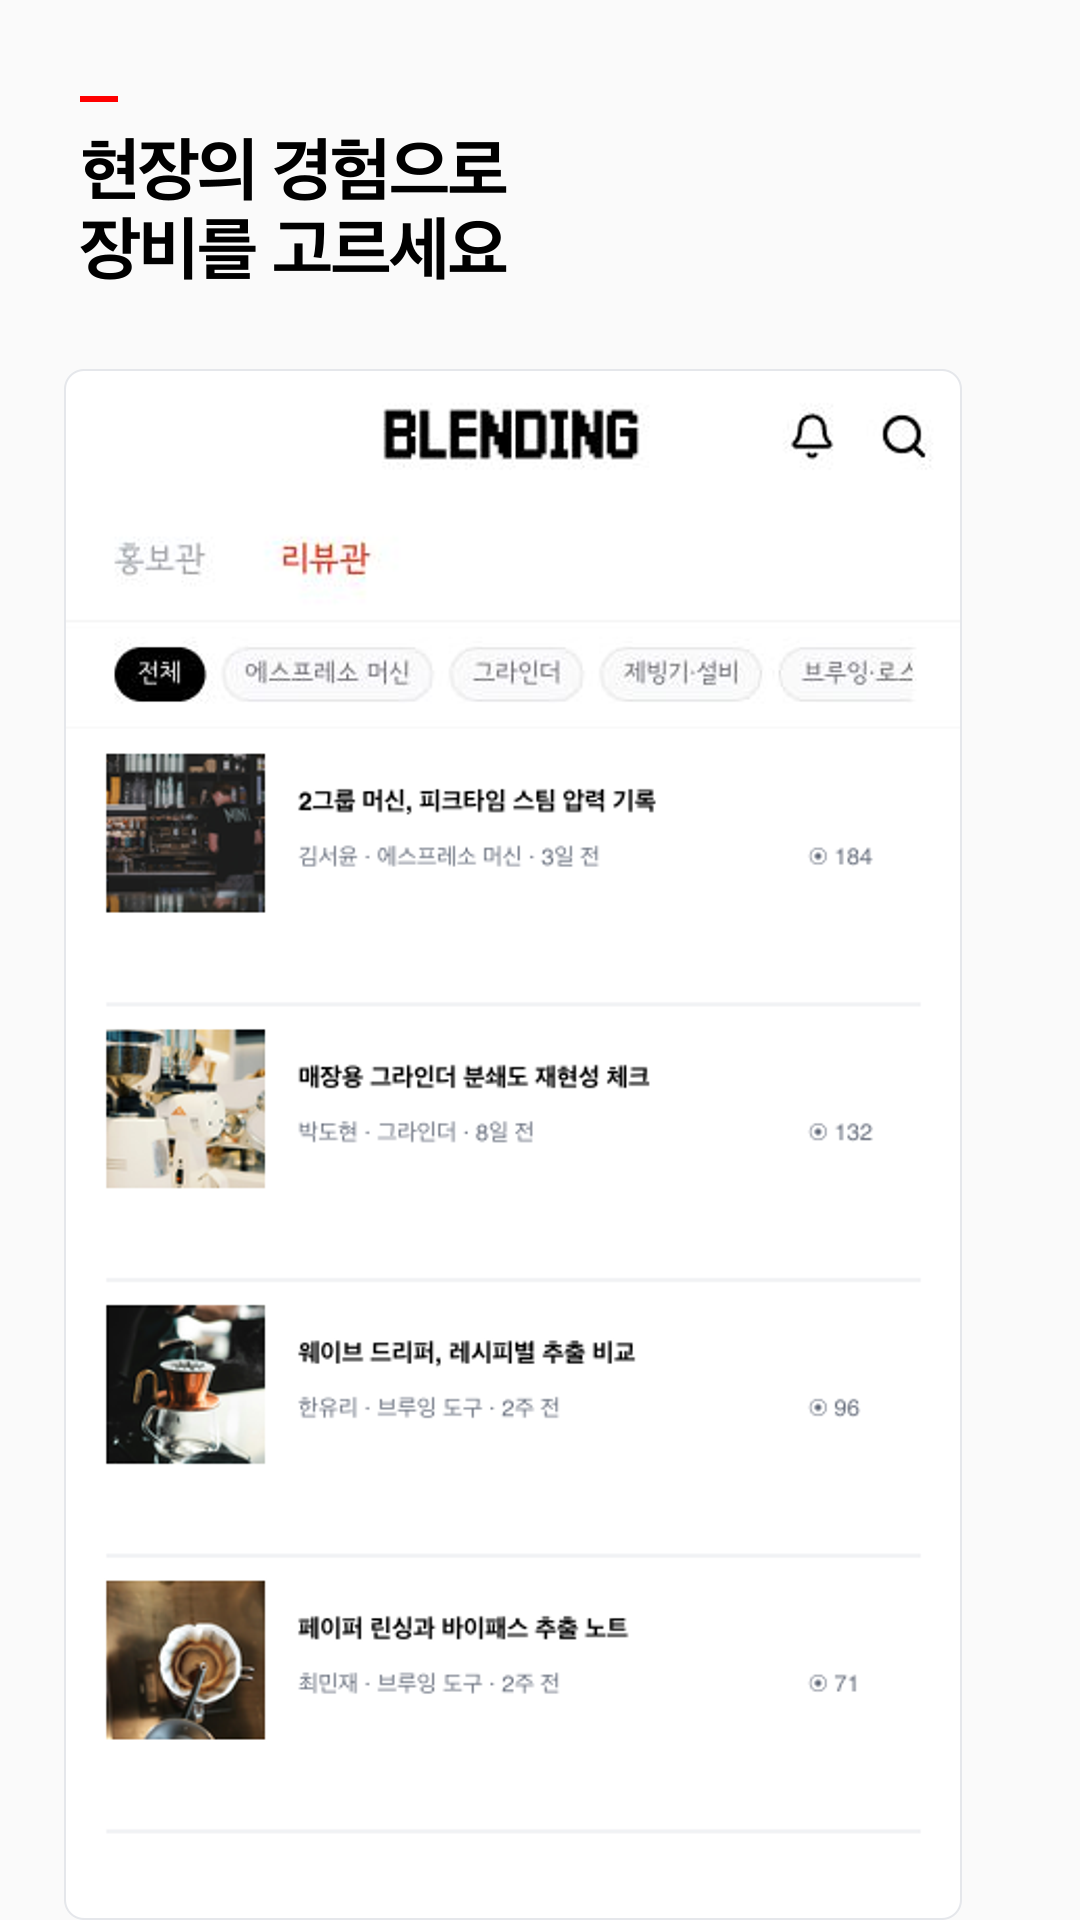 현장의 경험으로
장비를 고르세요
BLENDING
홍보관 리뷰관
전체 에스프레소 머신 그라인더 제빙기·설비 브루잉·로스
2그룹 머신, 피크타임 스팀 압력 기록
김서윤 · 에스프레소 머신 · 3일 전 184
매장용 그라인더 분쇄도 재현성 체크
박도현 · 그라인더 · 8일 전 132
웨이브 드리퍼, 레시피별 추출 비교
한유리 · 브루잉 도구 · 2주 전 96
페이퍼 린싱과 바이패스 추출 노트
최민재 · 브루잉 도구 · 2주 전 71